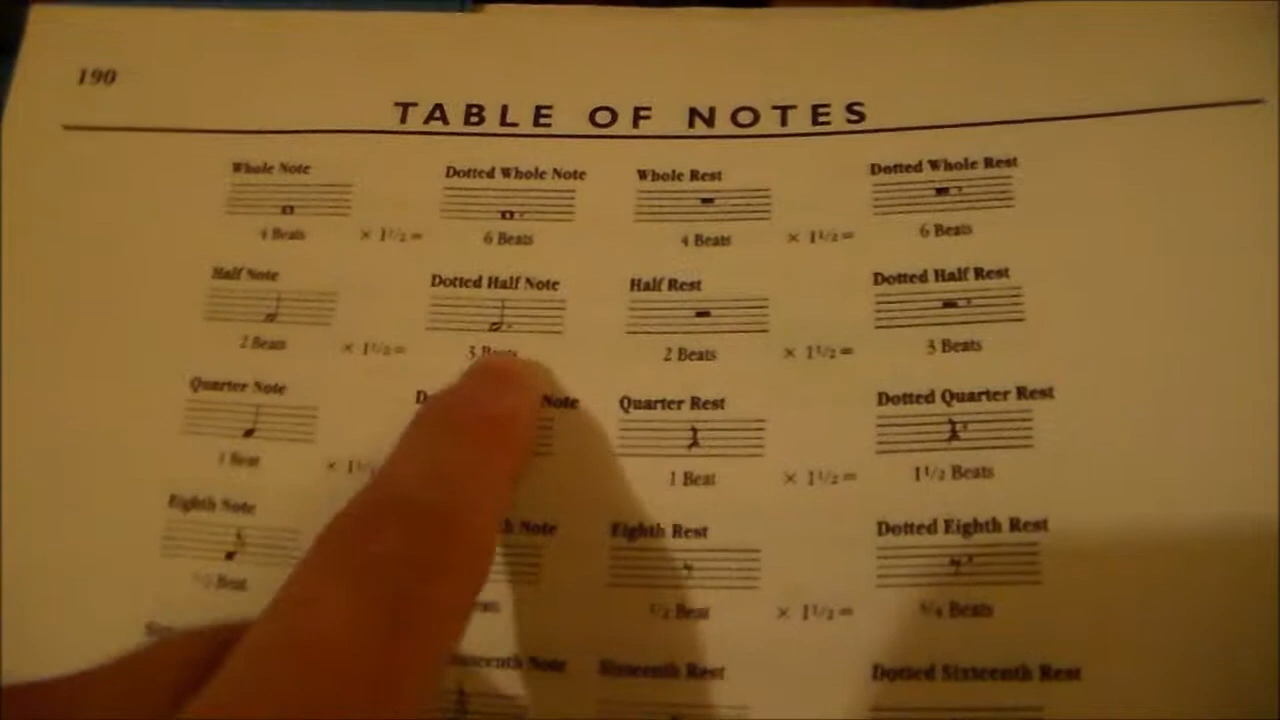 190
TABLE OF NOTES
Whole Note Dotted Whole Note Whole Rest Dotted Whole Rest
4 Beats × 1½ = 6 Beats 4 Beats × 1½ = 6 Beats
Half Note Dotted Half Note Half Rest Dotted Half Rest
2 Beats × 1½ = 3 Beats 2 Beats × 1½ = 3 Beats
Quarter Note Note Quarter Rest Dotted Quarter Rest
1 Beat 1 Beat × 1½ = 1½ Beats
Eighth Note Note Eighth Rest Dotted Eighth Rest
Beat ½ Beat × 1½ = ¾ Beats
Note Sixteenth Rest Dotted Sixteenth Rest